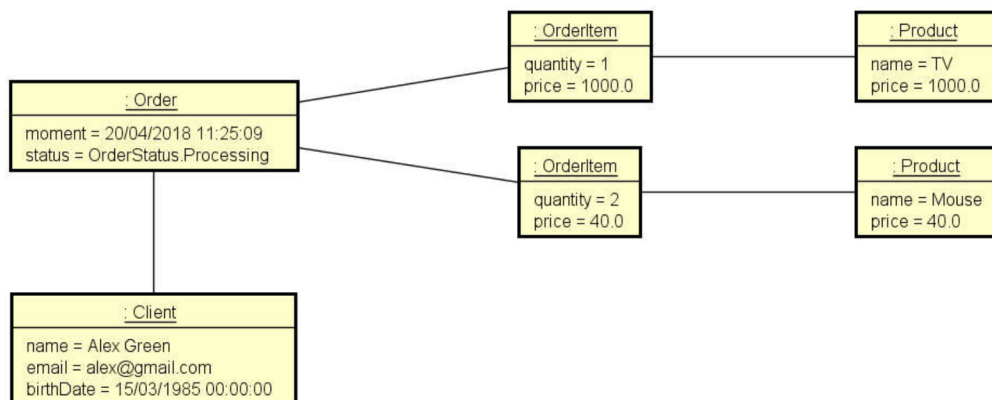 : Order
moment = 20/04/2018 11:25:09
status = OrderStatus.Processing
: OrderItem
quantity = 1
price = 1000.0
: Product
name = TV
price = 1000.0
: OrderItem
quantity = 2
price = 40.0
: Product
name = Mouse
price = 40.0
: Client
name = Alex Green
email = alex@gmail.com
birthDate = 15/03/1985 00:00:00